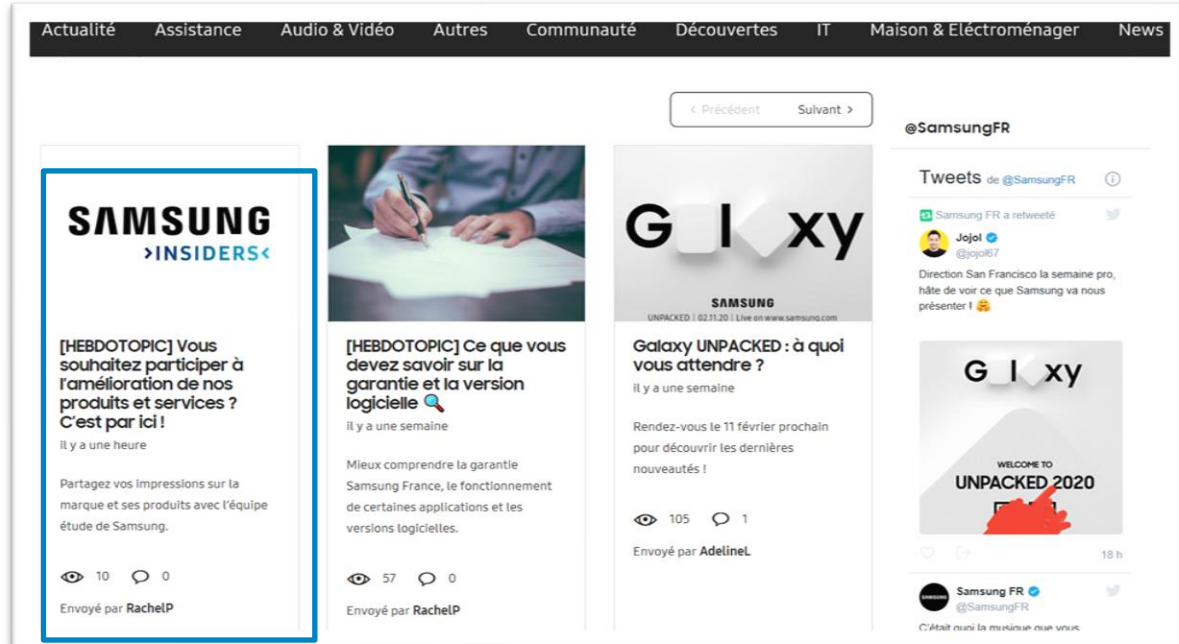 Actualité Assistance Audio & Vidéo Autres Communauté Découvertes IT Maison & Eléctroménager News
< Précédent Suivant >
SAMSUNG
>INSIDERS<
[HEBDOTOPIC] Vous
souhaitez participer à
l'amélioration de nos
produits et services ?
C'est par ici !
il y a une heure
Partagez vos impressions sur la
marque et ses produits avec l'équipe
étude de Samsung.
10 0
Envoyé par RachelP
[HEBDOTOPIC] Ce que vous
devez savoir sur la
garantie et la version
logicielle 🔍
il y a une semaine
Mieux comprendre la garantie
Samsung France, le fonctionnement
de certaines applications et les
versions logicielles.
57 0
Envoyé par RachelP
G l xy
SAMSUNG
UNPACKED | 02.11.20 | Live on www.samsung.com
Galaxy UNPACKED : à quoi
vous attendre ?
il y a une semaine
Rendez-vous le 11 février prochain
pour découvrir les dernières
nouveautés !
105 1
Envoyé par AdelineL
@SamsungFR
Tweets de @SamsungFR
Samsung FR a retweeté
Jojol
@jojol67
Direction San Francisco la semaine pro,
hâte de voir ce que Samsung va nous
présenter ! 🤗
G l xy
WELCOME TO
UNPACKED 2020
18 h
Samsung FR
@SamsungFR
C'était quoi la musique que vous